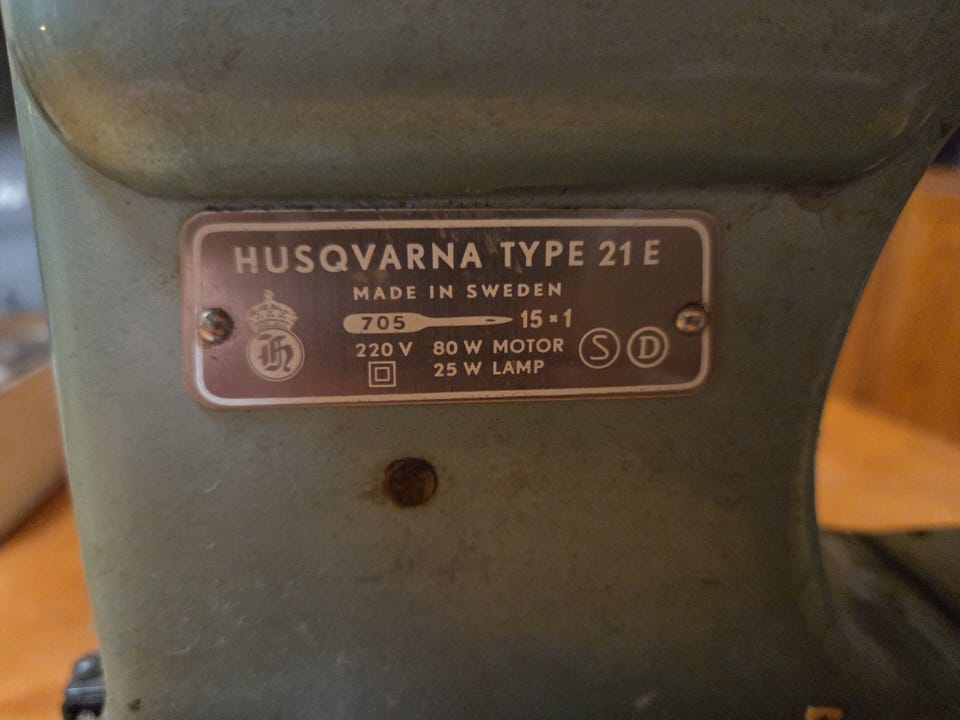 HUSQVARNA TYPE 21 E
MADE IN SWEDEN
705 15×1
220 V 80 W MOTOR
25 W LAMP
H
S D